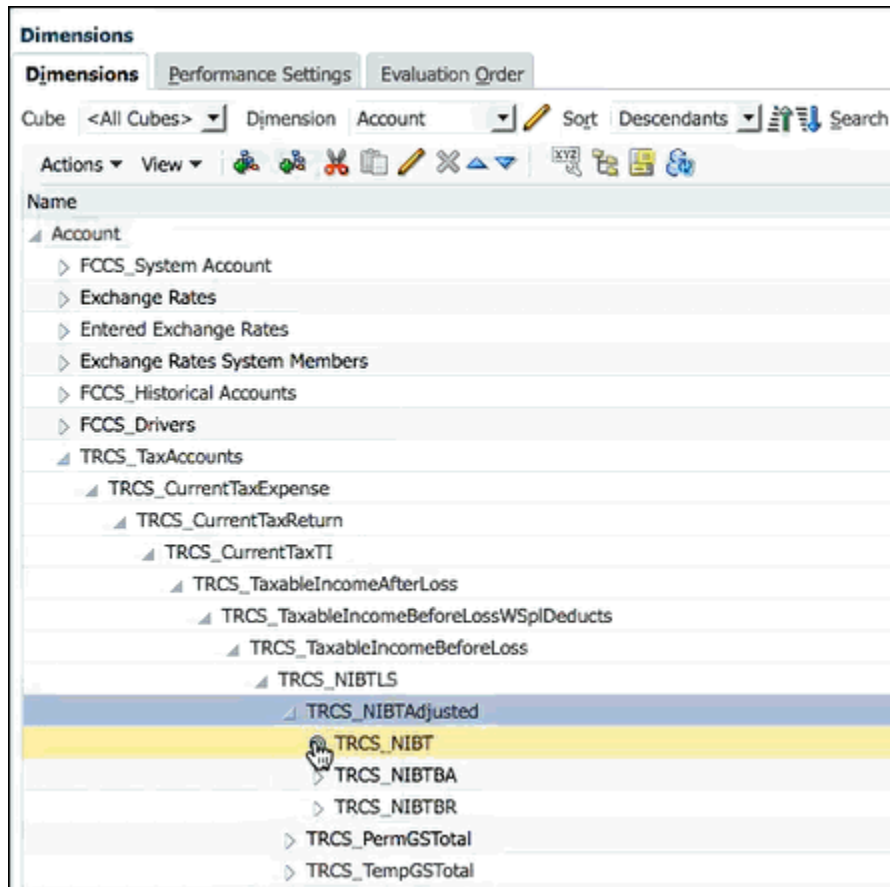 Dimensions
Dimensions Performance Settings Evaluation Order
Cube <All Cubes> Dimension Account Sort Descendants Search
Actions View XYZ
Name
Account
FCCS_System Account
Exchange Rates
Entered Exchange Rates
Exchange Rates System Members
FCCS_Historical Accounts
FCCS_Drivers
TRCS_TaxAccounts
TRCS_CurrentTaxExpense
TRCS_CurrentTaxReturn
TRCS_CurrentTaxTI
TRCS_TaxableIncomeAfterLoss
TRCS_TaxableIncomeBeforeLossWSplDeducts
TRCS_TaxableIncomeBeforeLoss
TRCS_NIBTLS
TRCS_NIBTAdjusted
TRCS_NIBT
TRCS_NIBTBA
TRCS_NIBTBR
TRCS_PermGSTotal
TRCS_TempGSTotal